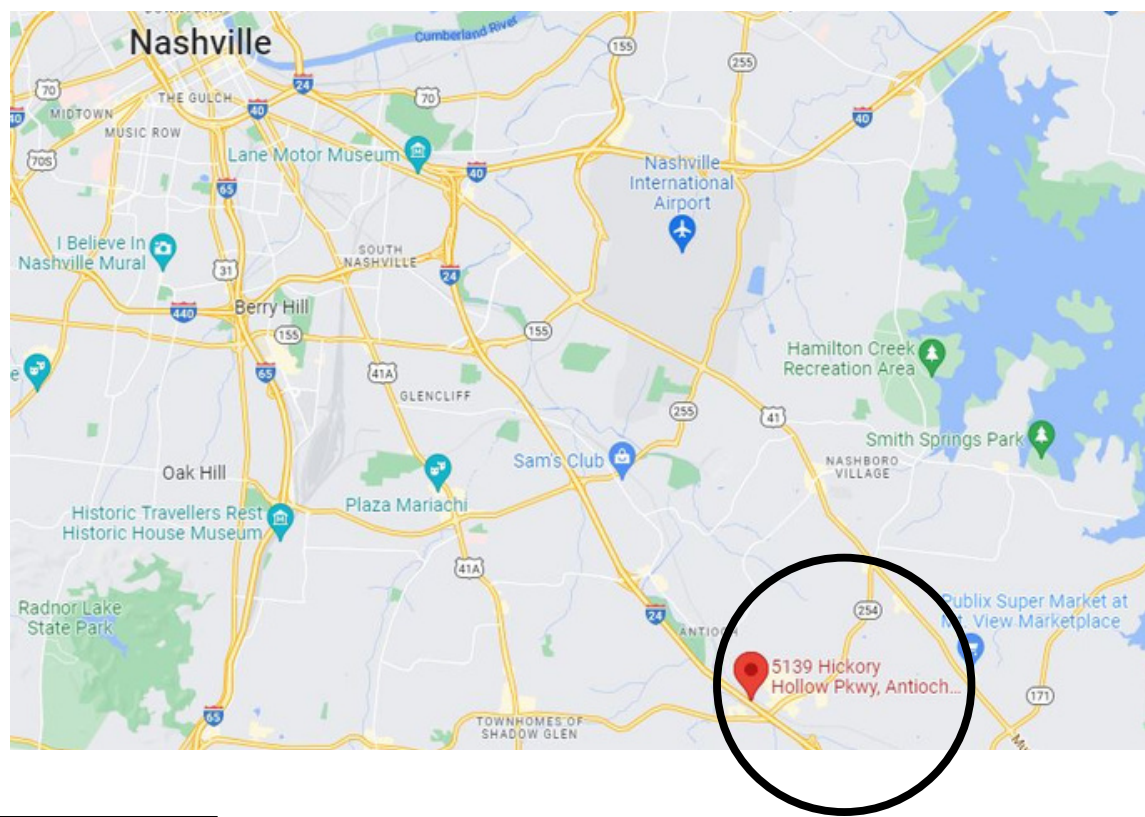 Nashville
Cumberland River
155
255
24
70
70
THE GULCH
40
40
40
MIDTOWN
MUSIC ROW
70S
Lane Motor Museum
40
Nashville
International
Airport
65
I Believe In
Nashville Mural
SOUTH
NASHVILLE
31
24
440
Berry Hill
155
155
Hamilton Creek
Recreation Area
e
65
41A
GLENCLIFF
255
41
Smith Springs Park
Oak Hill
Sam's Club
NASHBORO
VILLAGE
Plaza Mariachi
Historic Travellers Rest
Historic House Museum
41A
Radnor Lake
State Park
24
254
Publix Super Market at
Mt. View Marketplace
ANTIOCH
5139 Hickory
Hollow Pkwy, Antioch...
171
65
TOWNHOMES OF
SHADOW GLEN